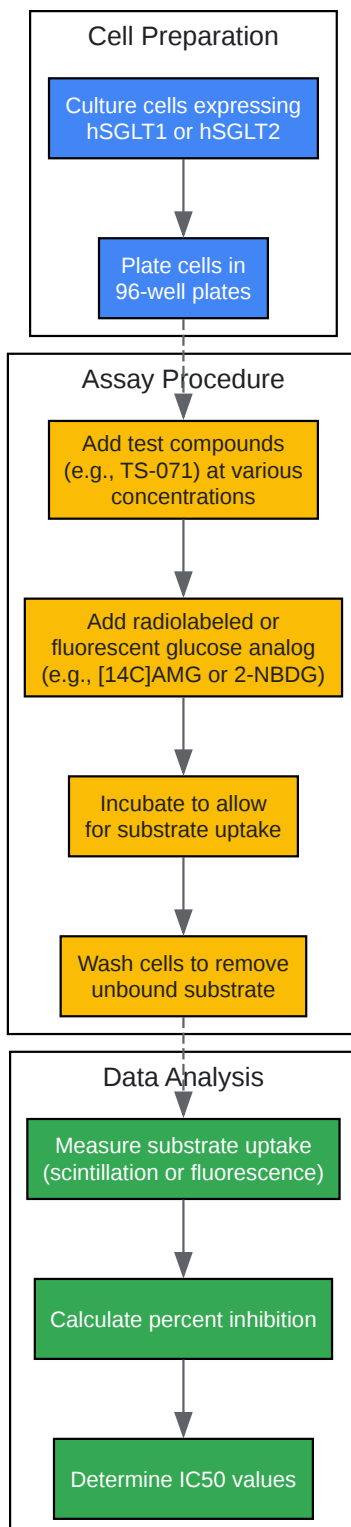 Cell Preparation
Culture cells expressing
hSGLT1 or hSGLT2
Plate cells in
96-well plates
Assay Procedure
Add test compounds
(e.g., TS-071) at various
concentrations
Add radiolabeled or
fluorescent glucose analog
(e.g., [14C]AMG or 2-NBDG)
Incubate to allow
for substrate uptake
Wash cells to remove
unbound substrate
Data Analysis
Measure substrate uptake
(scintillation or fluorescence)
Calculate percent inhibition
Determine IC50 values